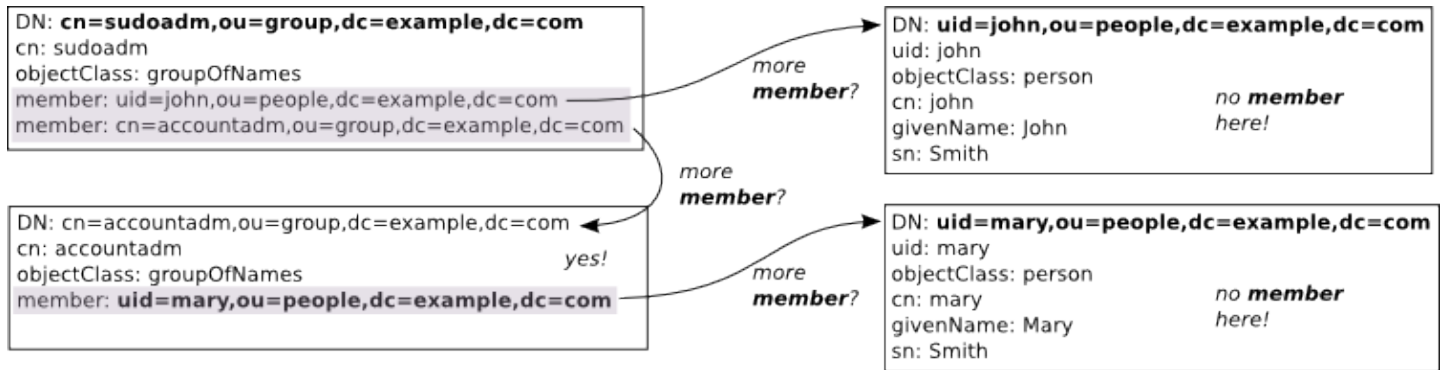 DN: cn=sudoadm,ou=group,dc=example,dc=com
cn: sudoadm
objectClass: groupOfNames
member: uid=john,ou=people,dc=example,dc=com
member: cn=accountadm,ou=group,dc=example,dc=com
more
member?
DN: uid=john,ou=people,dc=example,dc=com
uid: john
objectClass: person
cn: john
givenName: John
sn: Smith
no member
here!
more
member?
DN: cn=accountadm,ou=group,dc=example,dc=com
cn: accountadm
objectClass: groupOfNames
member: uid=mary,ou=people,dc=example,dc=com
yes!
more
member?
DN: uid=mary,ou=people,dc=example,dc=com
uid: mary
objectClass: person
cn: mary
givenName: Mary
sn: Smith
no member
here!